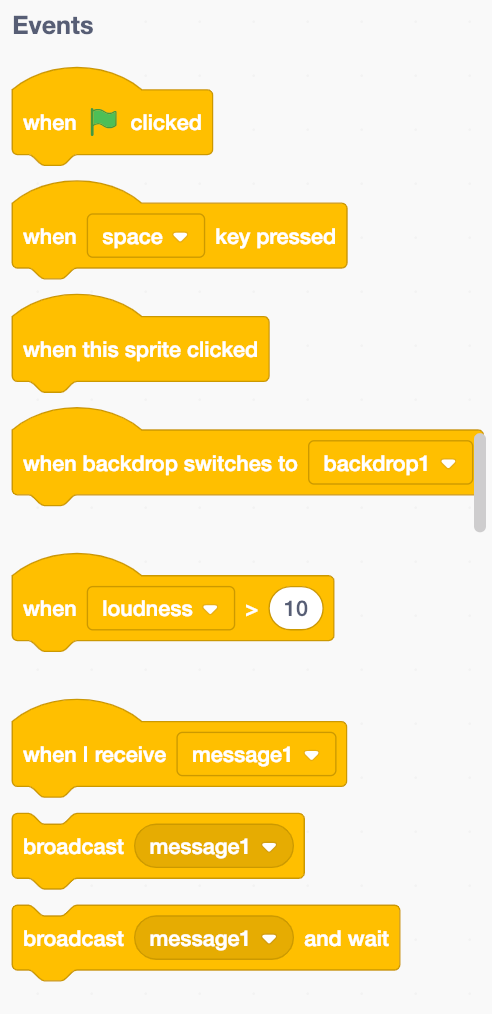 Events
when clicked
when space key pressed
when this sprite clicked
when backdrop switches to backdrop1
when loudness > 10
when I receive message1
broadcast message1
broadcast message1 and wait